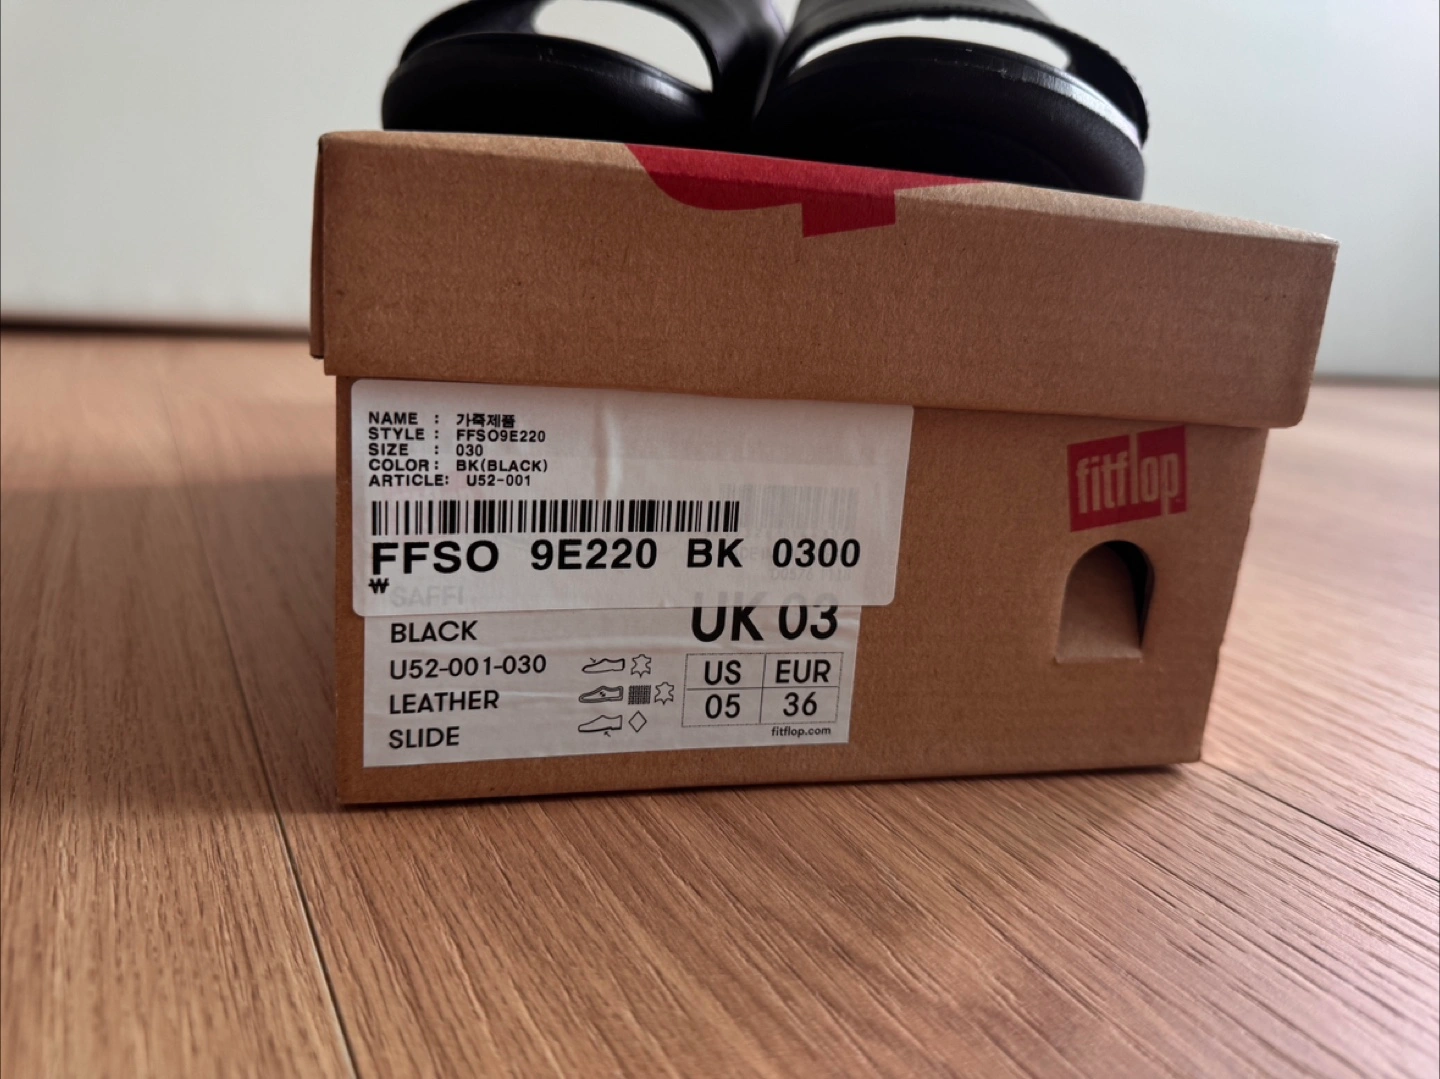 NAME : 가죽제품
STYLE : FFSO9E220
SIZE : 030
COLOR : BK(BLACK)
ARTICLE: U52-001
FFSO 9E220 BK 0300
₩
SAFFI
UK 03
BLACK
U52-001-030
LEATHER
SLIDE
US EUR
05 36
fitflop.com
fitflop